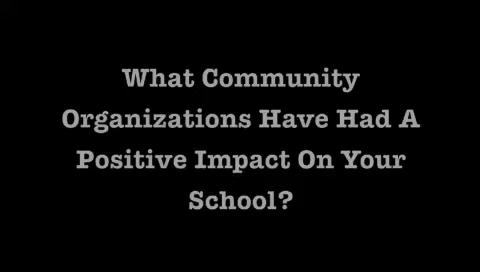 What Community
Organizations Have Had A
Positive Impact On Your
School?